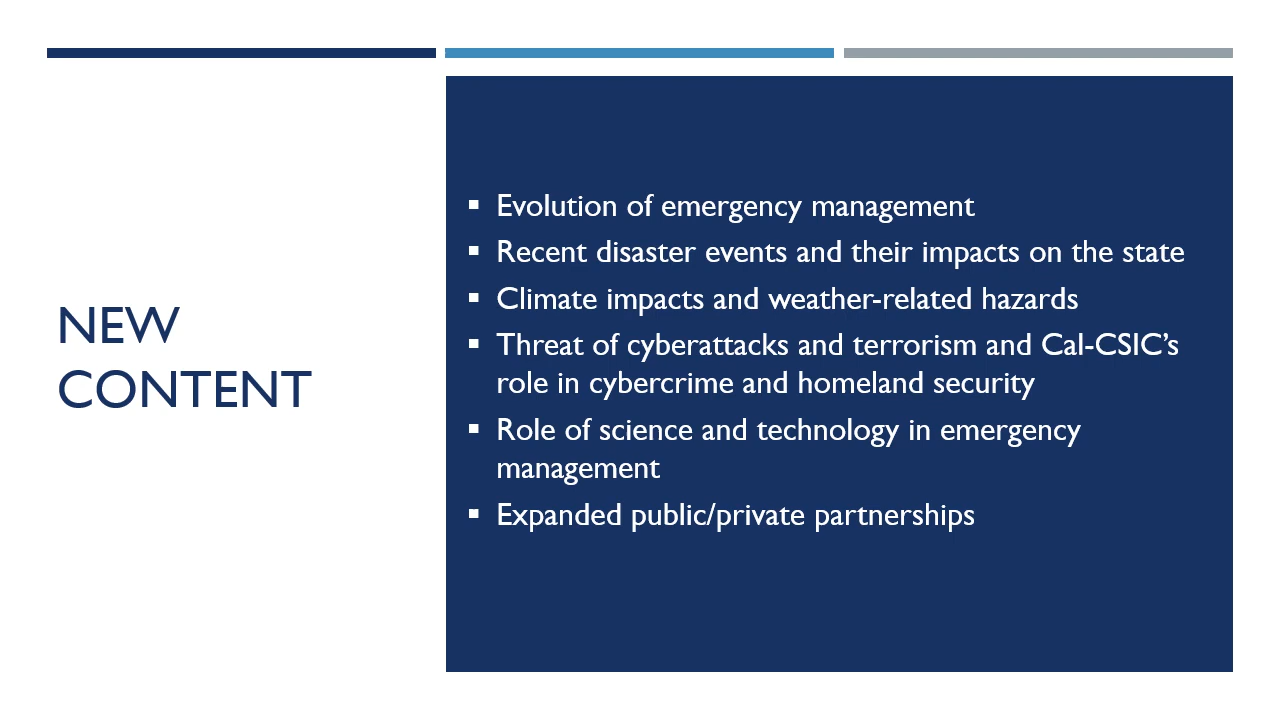 NEW
CONTENT
▪ Evolution of emergency management
▪ Recent disaster events and their impacts on the state
▪ Climate impacts and weather-related hazards
▪ Threat of cyberattacks and terrorism and Cal-CSIC’s
role in cybercrime and homeland security
▪ Role of science and technology in emergency
management
▪ Expanded public/private partnerships